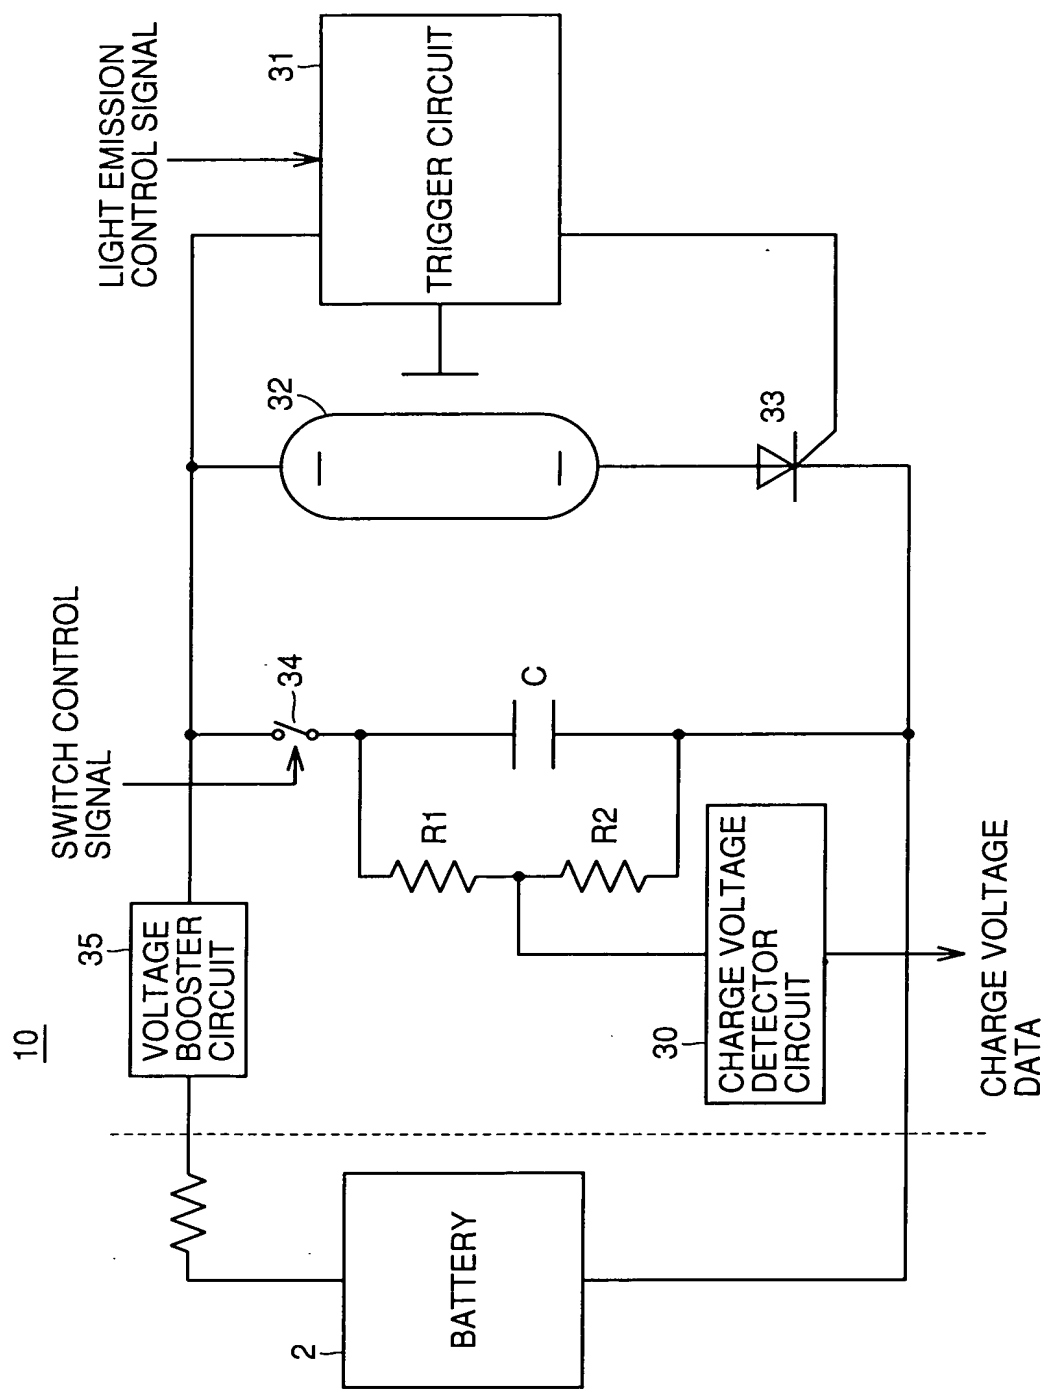 10
2
BATTERY
35
VOLTAGE
BOOSTER
CIRCUIT
SWITCH CONTROL
SIGNAL
34
R1
R2
C
30
CHARGE VOLTAGE
DETECTOR
CIRCUIT
CHARGE VOLTAGE
DATA
32
33
LIGHT EMISSION
CONTROL SIGNAL
31
TRIGGER CIRCUIT